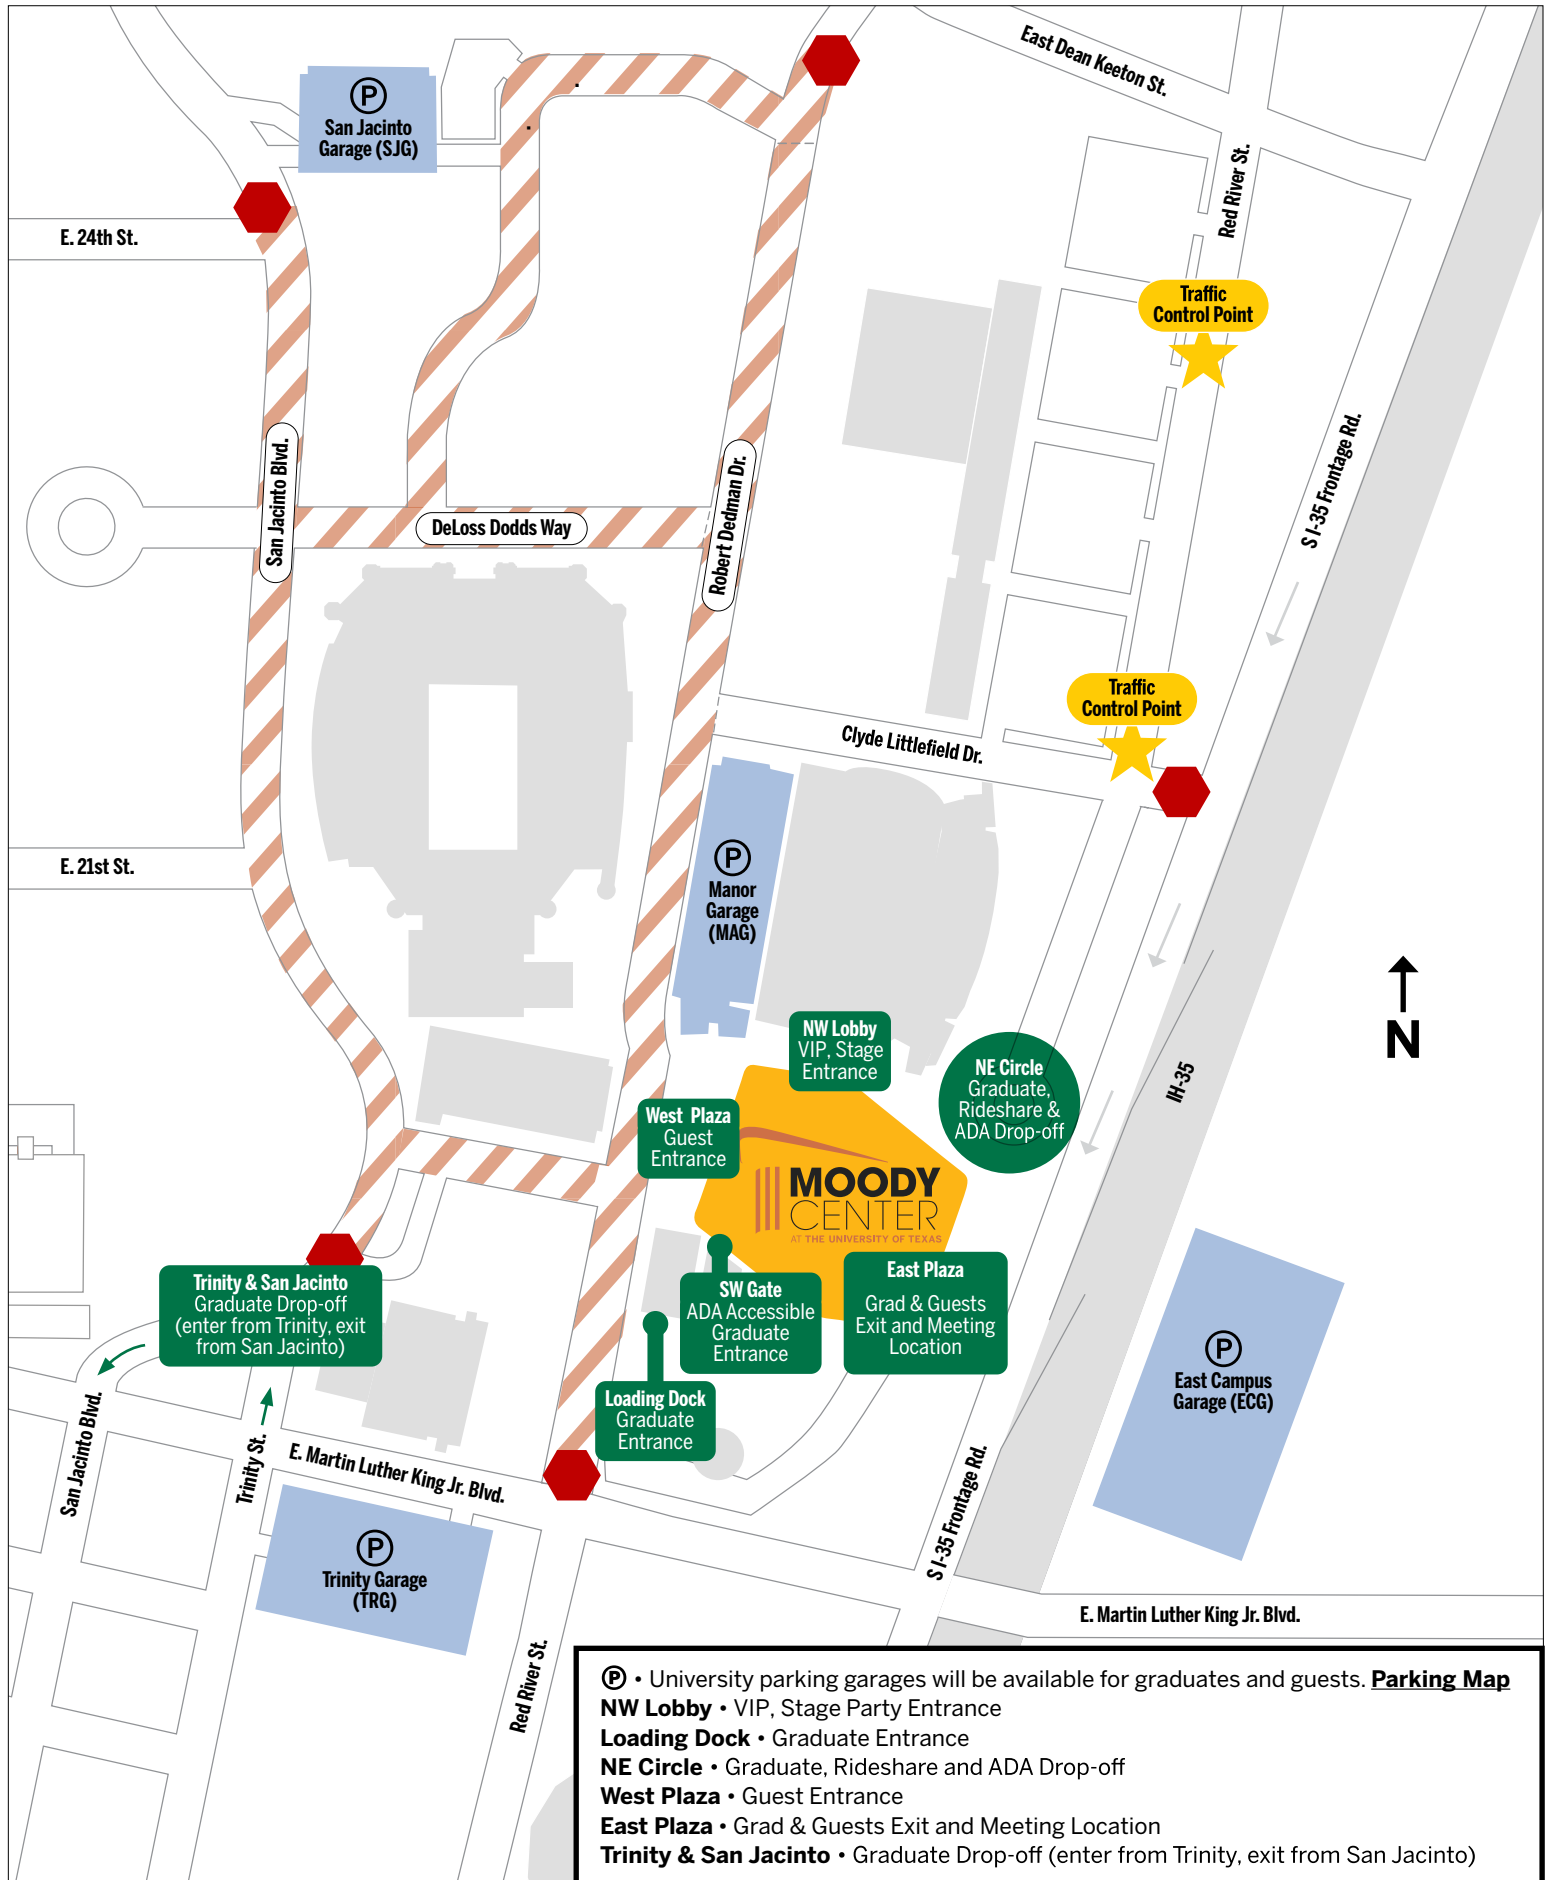 East Dean Keeton St.
P
San Jacinto
Garage (SJG)
Red River St.
E. 24th St.
Traffic
Control Point
S I-35 Frontage Rd.
San Jacinto Blvd.
DeLoss Dodds Way
Robert Dedman Dr.
Traffic
Control Point
Clyde Littlefield Dr.
E. 21st St.
P
Manor
Garage
(MAG)
N
NW Lobby
VIP, Stage
Entrance
NE Circle
Graduate,
Rideshare &
ADA Drop-off
IH-35
West Plaza
Guest
Entrance
MOODY
CENTER
AT THE UNIVERSITY OF TEXAS
Trinity & San Jacinto
Graduate Drop-off
(enter from Trinity, exit
from San Jacinto)
SW Gate
ADA Accessible
Graduate
Entrance
East Plaza
Grad & Guests
Exit and Meeting
Location
P
East Campus
Garage (ECG)
Loading Dock
Graduate
Entrance
San Jacinto Blvd.
Trinity St.
E. Martin Luther King Jr. Blvd.
S I-35 Frontage Rd.
P
Trinity Garage
(TRG)
E. Martin Luther King Jr. Blvd.
Red River St.
P • University parking garages will be available for graduates and guests. Parking Map
NW Lobby • VIP, Stage Party Entrance
Loading Dock • Graduate Entrance
NE Circle • Graduate, Rideshare and ADA Drop-off
West Plaza • Guest Entrance
East Plaza • Grad & Guests Exit and Meeting Location
Trinity & San Jacinto • Graduate Drop-off (enter from Trinity, exit from San Jacinto)